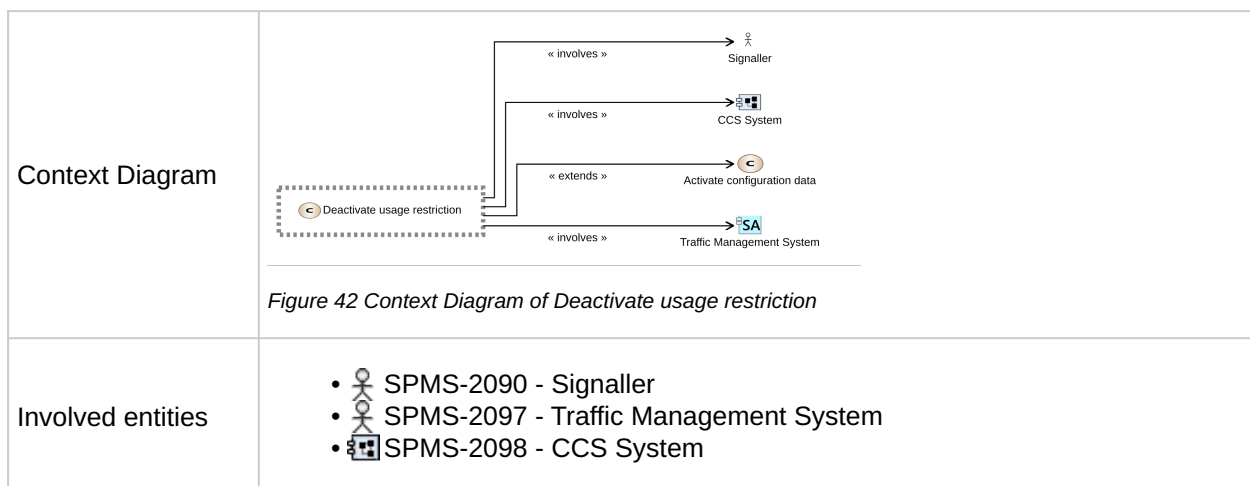 Context Diagram
« involves »
Signaller
« involves »
CCS System
« extends »
C
Activate configuration data
C
Deactivate usage restriction
« involves »
SA
Traffic Management System
Figure 42 Context Diagram of Deactivate usage restriction
Involved entities
• SPMS-2090 - Signaller
• SPMS-2097 - Traffic Management System
• SPMS-2098 - CCS System